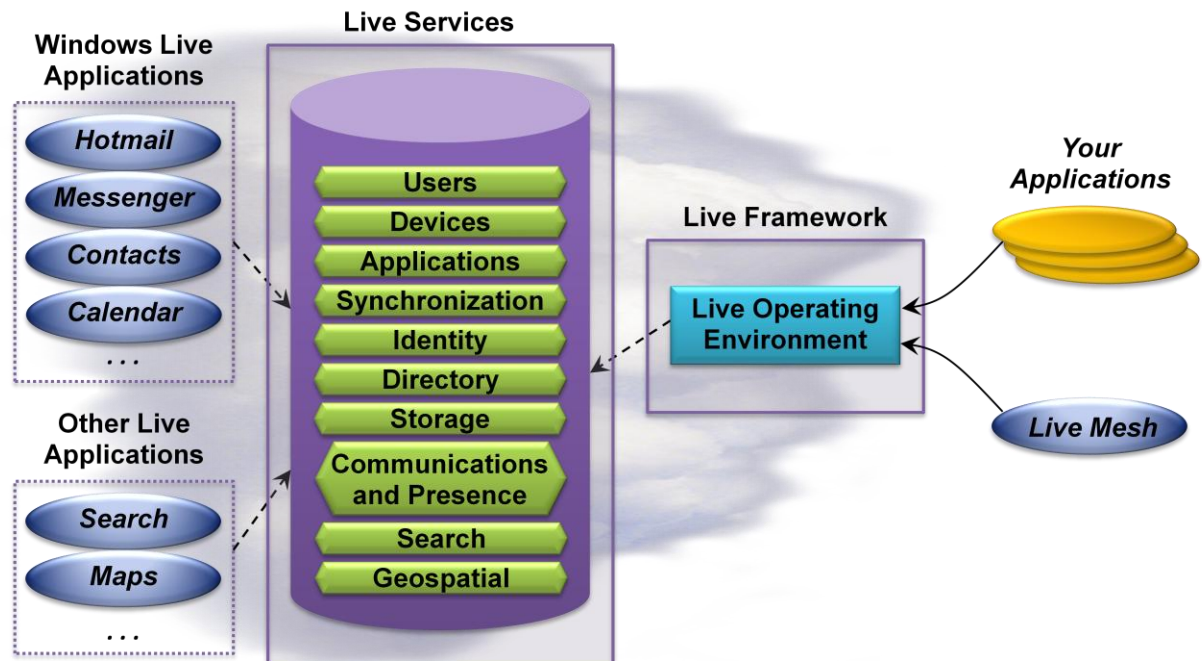 Windows Live
Applications
Hotmail
Messenger
Contacts
Calendar
...
Other Live
Applications
Search
Maps
...
Live Services
Users
Devices
Applications
Synchronization
Identity
Directory
Storage
Communications
and Presence
Search
Geospatial
Live Framework
Live Operating
Environment
Your
Applications
Live Mesh